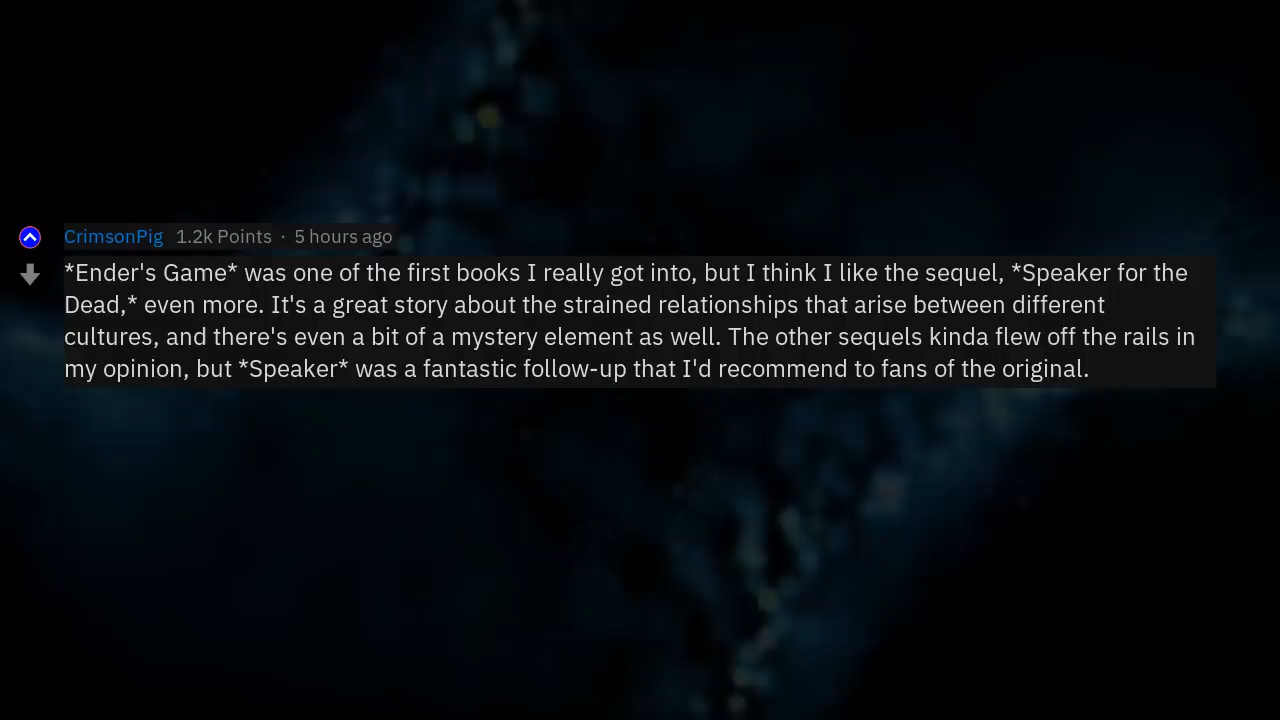 CrimsonPig 1.2k Points · 5 hours ago
*Ender's Game* was one of the first books I really got into, but I think I like the sequel, *Speaker for the
Dead,* even more. It's a great story about the strained relationships that arise between different
cultures, and there's even a bit of a mystery element as well. The other sequels kinda flew off the rails in
my opinion, but *Speaker* was a fantastic follow-up that I'd recommend to fans of the original.